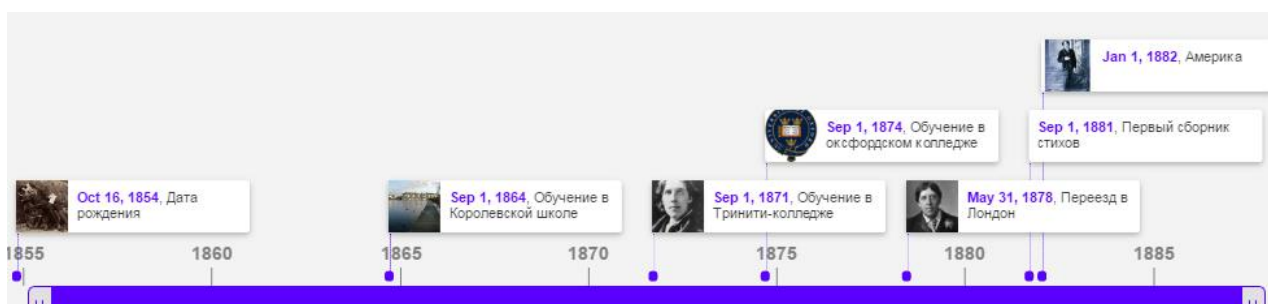 Jan 1, 1882, Америка
Sep 1, 1874, Обучение в
оксфордском колледже
Sep 1, 1881, Первый сборник
стихов
Oct 16, 1854, Дата
рождения
Sep 1, 1864, Обучение в
Королевской школе
Sep 1, 1871, Обучение в
Тринити-колледже
May 31, 1878, Переезд в
Лондон
1855 1860 1865 1870 1875 1880 1885